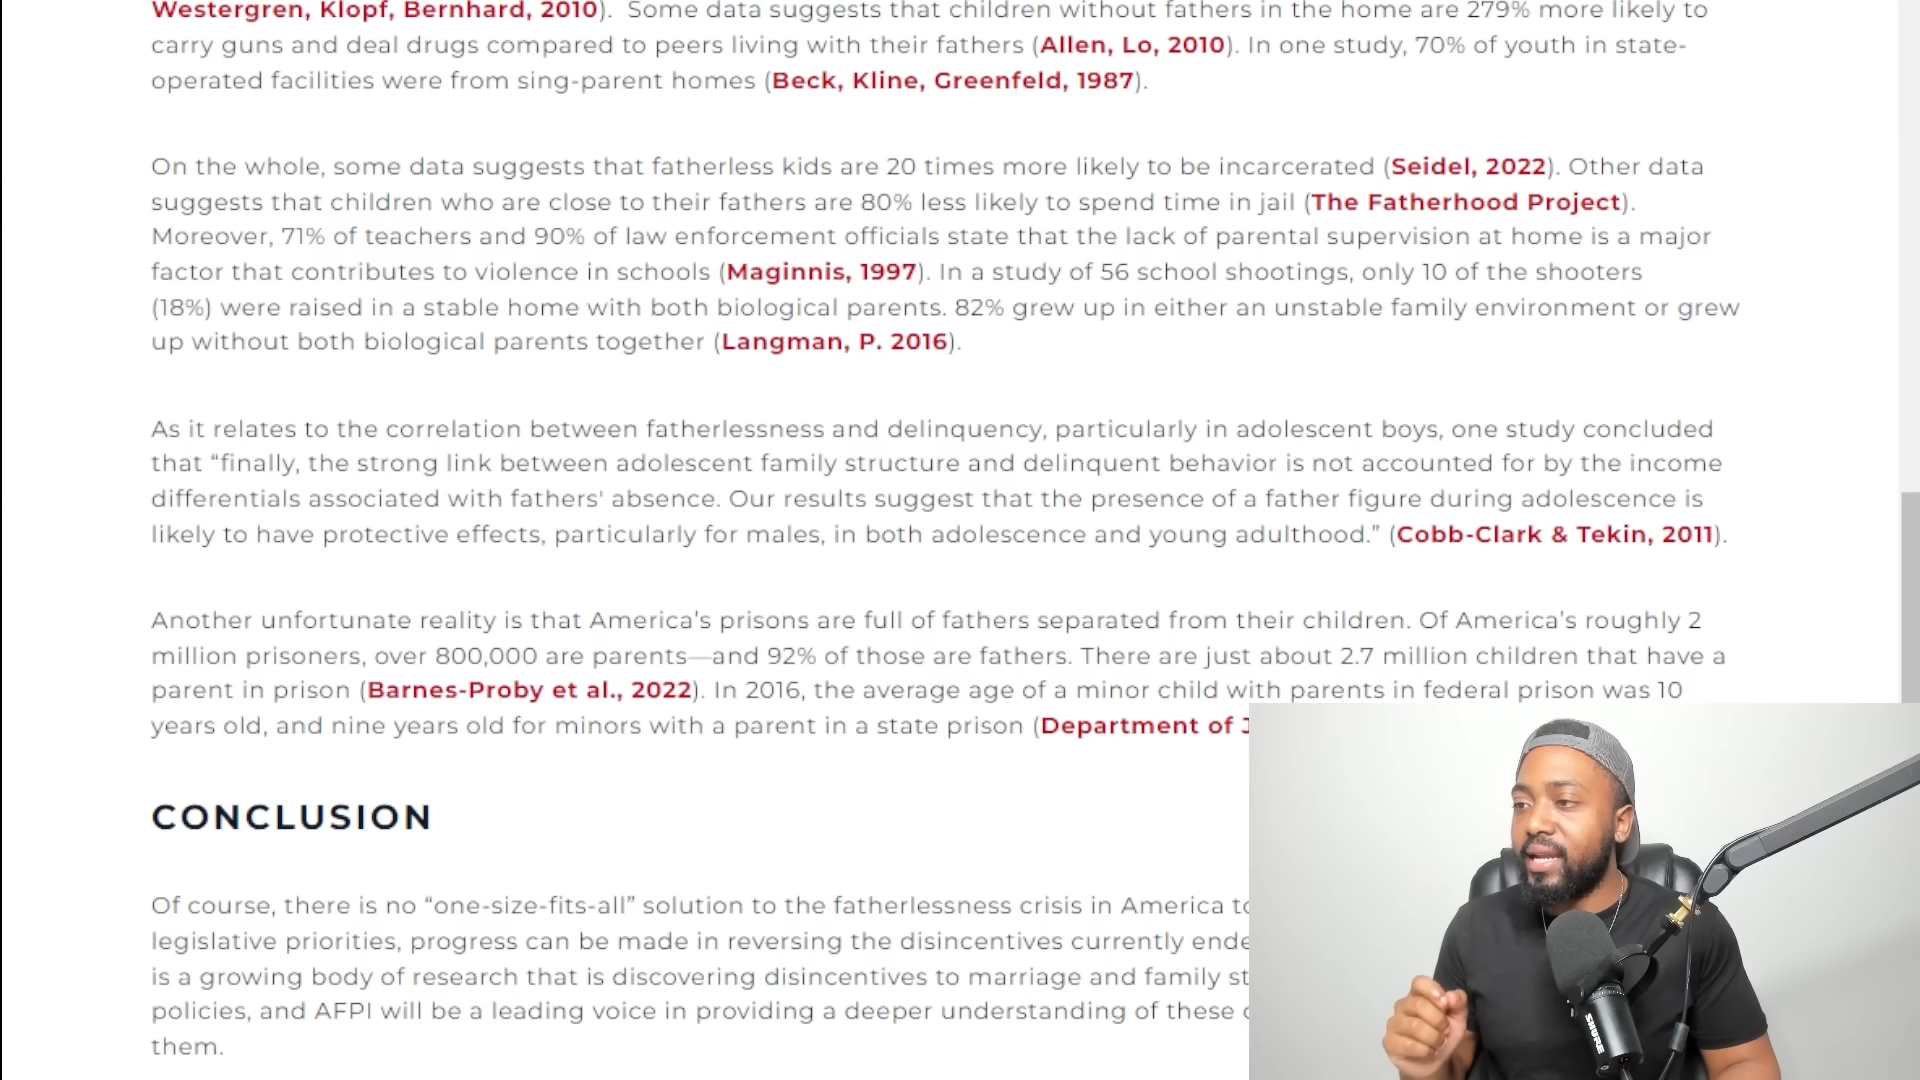 Westergren, Klopf, Bernhard, 2010).  Some data suggests that children without fathers in the home are 279% more likely to
carry guns and deal drugs compared to peers living with their fathers (Allen, Lo, 2010). In one study, 70% of youth in state-
operated facilities were from sing-parent homes (Beck, Kline, Greenfeld, 1987).
On the whole, some data suggests that fatherless kids are 20 times more likely to be incarcerated (Seidel, 2022). Other data
suggests that children who are close to their fathers are 80% less likely to spend time in jail (The Fatherhood Project).
Moreover, 71% of teachers and 90% of law enforcement officials state that the lack of parental supervision at home is a major
factor that contributes to violence in schools (Maginnis, 1997). In a study of 56 school shootings, only 10 of the shooters
(18%) were raised in a stable home with both biological parents. 82% grew up in either an unstable family environment or grew
up without both biological parents together (Langman, P. 2016).
As it relates to the correlation between fatherlessness and delinquency, particularly in adolescent boys, one study concluded
that “finally, the strong link between adolescent family structure and delinquent behavior is not accounted for by the income
differentials associated with fathers' absence. Our results suggest that the presence of a father figure during adolescence is
likely to have protective effects, particularly for males, in both adolescence and young adulthood.” (Cobb-Clark & Tekin, 2011).
Another unfortunate reality is that America’s prisons are full of fathers separated from their children. Of America’s roughly 2
million prisoners, over 800,000 are parents—and 92% of those are fathers. There are just about 2.7 million children that have a
parent in prison (Barnes-Proby et al., 2022). In 2016, the average age of a minor child with parents in federal prison was 10
years old, and nine years old for minors with a parent in a state prison (Department of
CONCLUSION
Of course, there is no “one-size-fits-all” solution to the fatherlessness crisis in America
legislative priorities, progress can be made in reversing the disincentives currently
is a growing body of research that is discovering disincentives to marriage and family
policies, and AFPI will be a leading voice in providing a deeper understanding of these
them.
SHURE